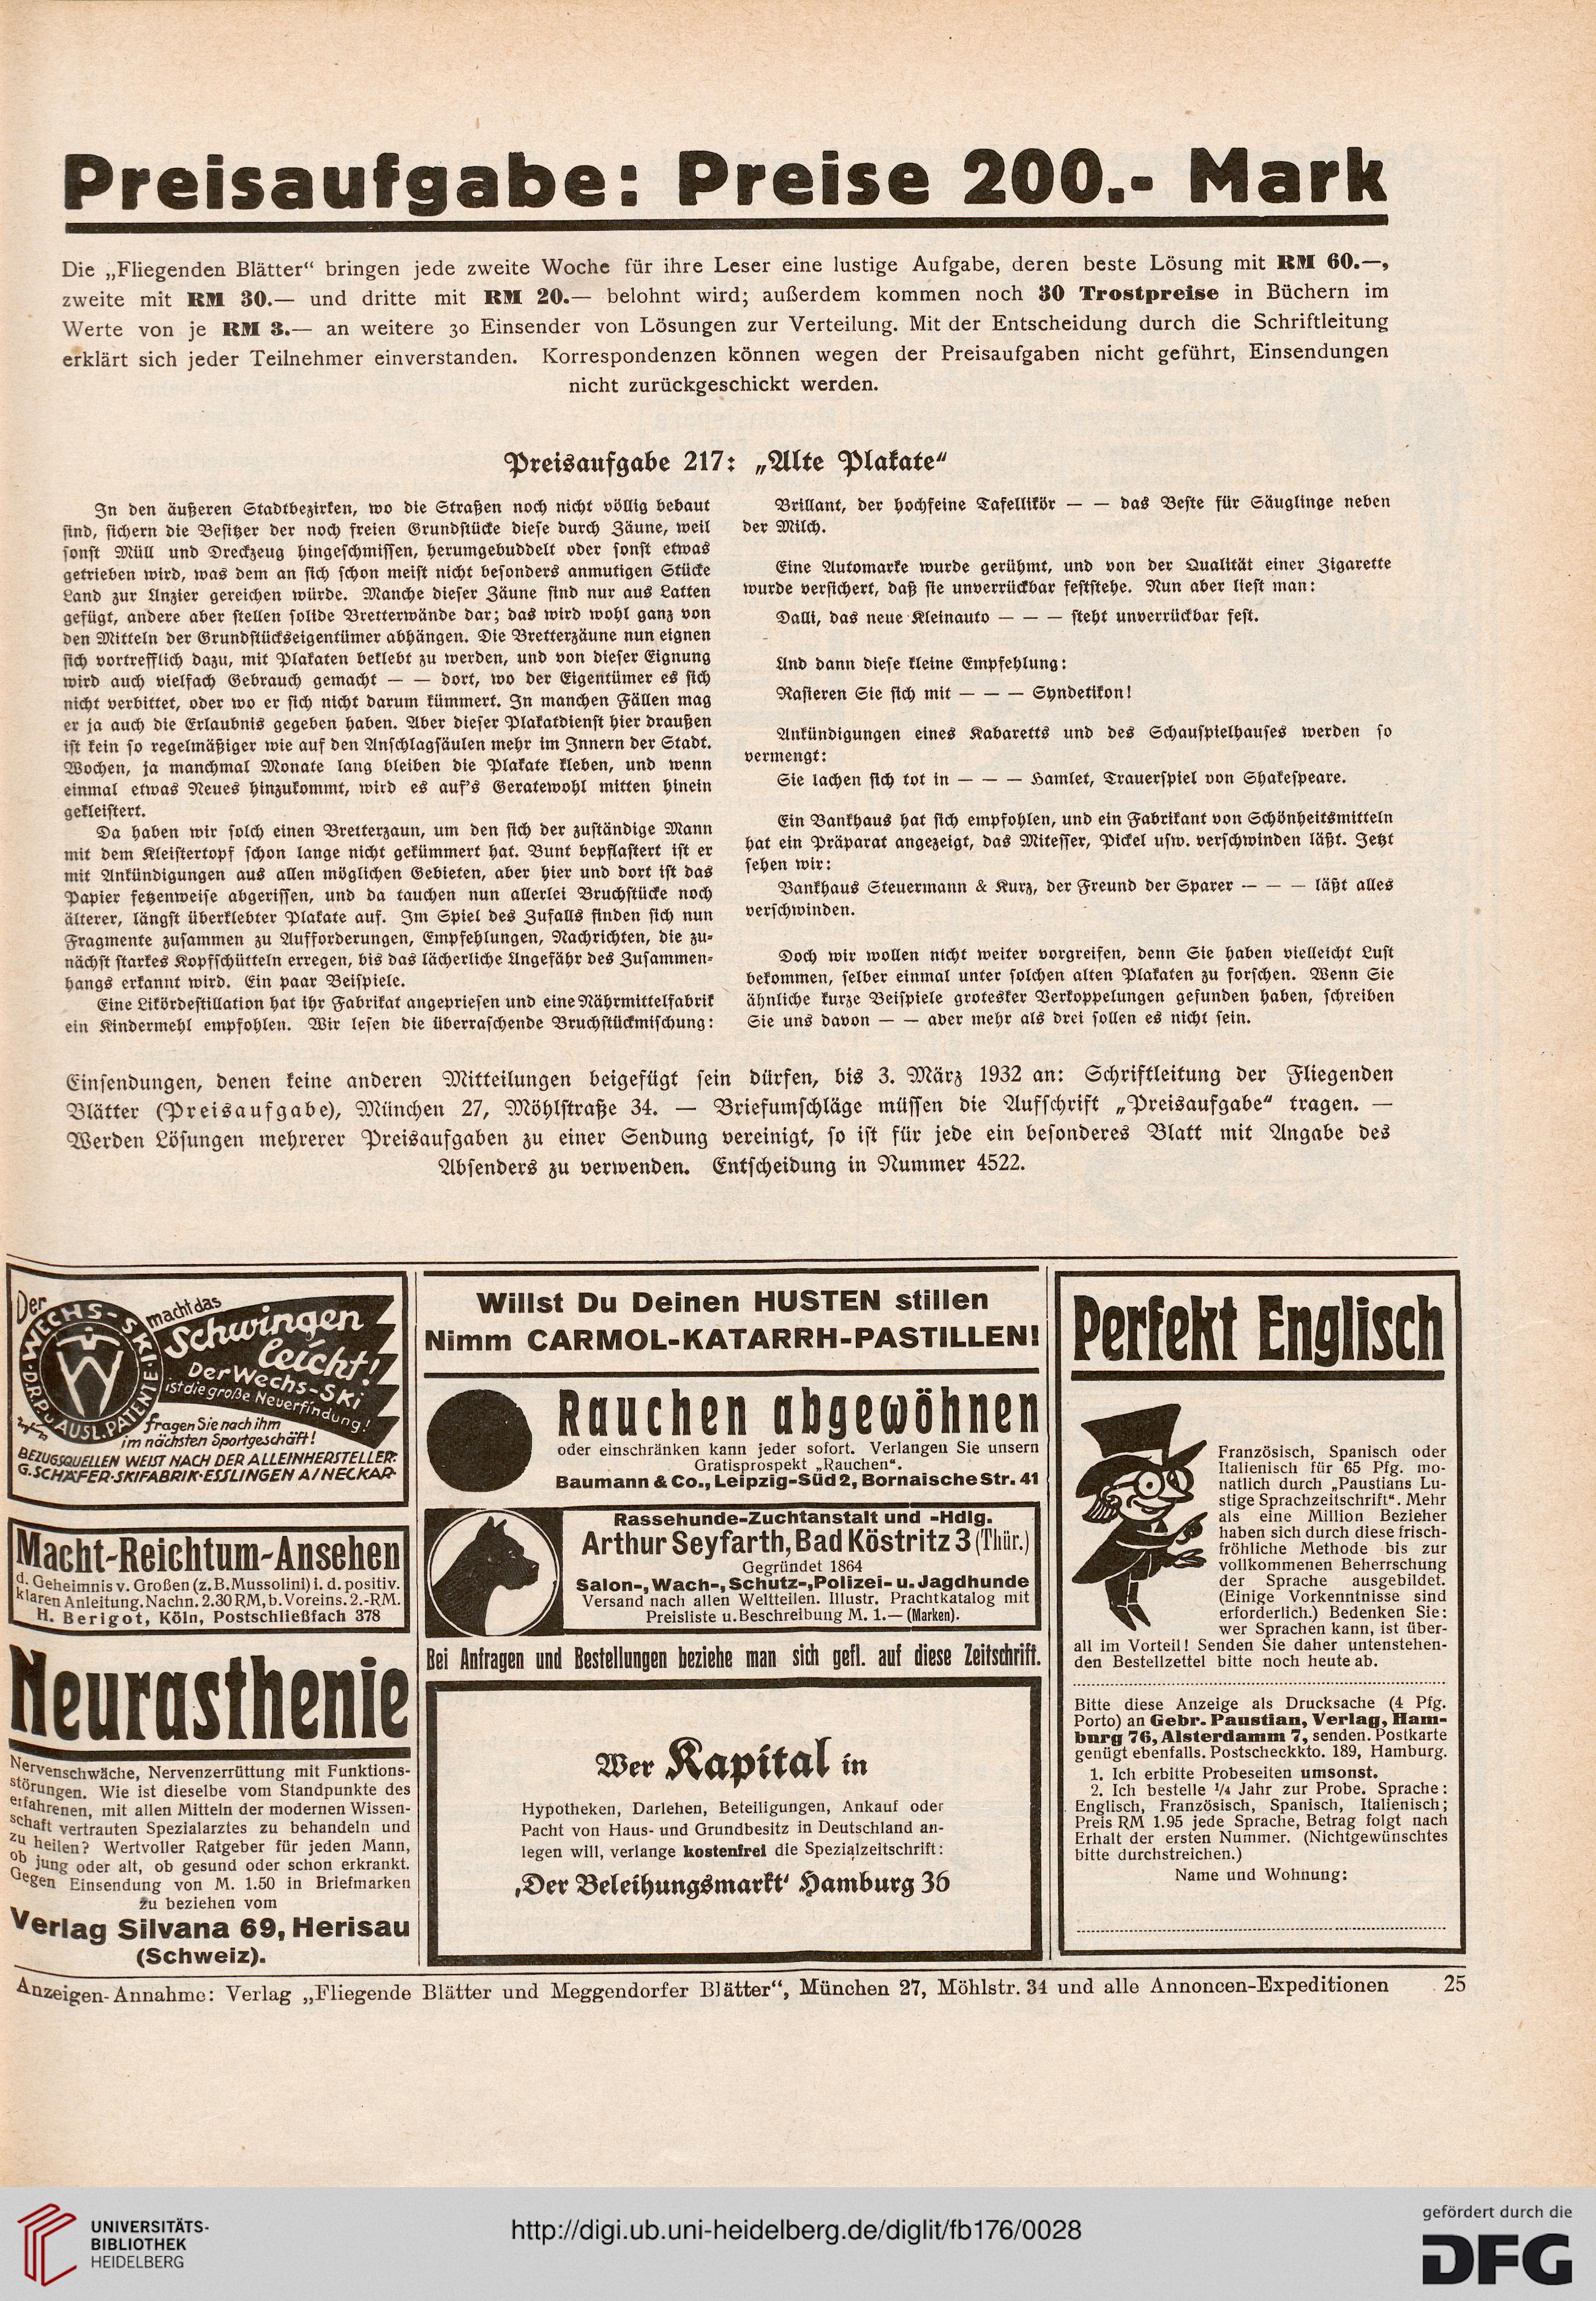 Preisaufgabe: Preise 200.- Mark
Die „Fliegenden Blätter“ bringen jede zweite Woche für ihre Leser eine lustige Aufgabe, deren beste Lösung mit RM 60.—,
zweite mit RM 30.— und dritte mit RM 20.— belohnt wird; außerdem kommen noch 30 Trostpreise in Büchern im
Werte von je RM 3.— an weitere 30 Einsender von Lösungen zur Verteilung. Mit der Entscheidung durch die Schriftleitung
erklärt sich jeder Teilnehmer einverstanden. Korrespondenzen können wegen der Preisaufgaben nicht geführt, Einsendungen
nicht zurückgeschickt werden.
Preisaufgabe 217: „Alte Plakate“
In den äußeren Stadtbezirken, wo die Straßen noch nicht völlig bebaut
sind, sichern die Besitzer der noch freien Grundstücke diese durch Zäune, weil
sonst Müll und Dreckzeug hingeschmissen, herumgebuddelt oder sonst etwas
getrieben wird, was dem an sich schon meist nicht besonders anmutigen Stücke
Land zur Unzier gereichen würde. Manche dieser Zäune sind nur aus Latten
gefügt, andere aber stellen solide Bretterwände dar; das wird wohl ganz von
den Mitteln der Grundstückseigentümer abhängen. Die Bretterzäune nun eignen
sich vortrefflich dazu, mit Plakaten beklebt zu werden, und von dieser Eignung
wird auch vielfach Gebrauch gemacht — — dort, wo der Eigentümer es sich
nicht verbittet, oder wo er sich nicht darum kümmert. In manchen Fällen mag
er ja auch die Erlaubnis gegeben haben. Aber dieser Plakatdienst hier draußen
ist kein so regelmäßiger wie auf den Anschlagsäulen mehr im Innern der Stadt.
Wochen, ja manchmal Monate lang bleiben die Plakate kleben, und wenn
einmal etwas Neues hinzukommt, wird es auf's Geratewohl mitten hinein
gekleistert.
Da haben wir solch einen Bretterzaun, um den sich der zuständige Mann
mit dem Kleistertopf schon lange nicht gekümmert hat. Bunt bepflastert ist er
mit Ankündigungen aus allen möglichen Gebieten, aber hier und dort ist das
Papier fetzenweise abgerissen, und da tauchen nun allerlei Bruchstücke noch
älterer, längst überklebter Plakate auf. Im Spiel des Zufalls finden sich nun
Fragmente zusammen zu Aufforderungen, Empfehlungen, Nachrichten, die zu-
nächst starkes Kopfschütteln erregen, bis das lächerliche Ungefähr des Zusammen-
hangs erkannt wird. Ein paar Beispiele.
Eine Likördestillation hat ihr Fabrikat angepriesen und eine Nährmittelfabrik
ein Kindermehl empfohlen. Wir lesen die überraschende Bruchstückmischung:
Brillant, der hochfeine Tafellikör — — das Beste für Säuglinge neben
der Milch.
Eine Automarke wurde gerühmt, und von der Qualität einer Zigarette
wurde versichert, daß sie unverrückbar feststehe. Nun aber liest man:
Dalli, das neue Kleinauto — — — steht unverrückbar fest.
Und dann diese kleine Empfehlung:
Rasieren Sie sich mit — — — Syndetikon!
Ankündigungen eines Kabaretts und des Schauspielhauses werden so
vermengt:
Sie lachen sich tot in — — — Hamlet, Trauerspiel von Shakespeare.
Ein Bankhaus hat sich empfohlen, und ein Fabrikant von Schönheitsmitteln
hat ein Präparat angezeigt, das Mitesser, Pickel usw. verschwinden läßt. Jetzt
sehen wir:
Bankhaus Steuermann & Kurz, der Freund der Sparer — — — läßt alles
verschwinden.
Doch wir wollen nicht weiter vorgreifen, denn Sie haben vielleicht Lust
bekommen, selber einmal unter solchen alten Plakaten zu forschen. Wenn Sie
ähnliche kurze Beispiele grotesker Verkoppelungen gefunden haben, schreiben
Sie uns davon — — aber mehr als drei sollen es nicht sein.
Einsendungen, denen keine anderen Mitteilungen beigefügt sein dürfen, bis 3. März 1932 an: Schriftleitung der Fliegenden
Blätter (Preisaufgabe), München 27, Möhlstraße 34. — Briefumschläge müssen die Aufschrift „Preisaufgabe“ tragen. —
Werden Lösungen mehrerer Preisaufgaben zu einer Sendung vereinigt, so ist für jede ein besonderes Blatt mit Angabe des
Absenders zu verwenden. Entscheidung in Nummer 4522.
Der
WECHS-SKI
D.R.P. u. AUSL. PATENTE
macht das
Schwingen
leicht!
Der Wechs-Ski
ist die große Neuerfindung!
fragen Sie nach ihm
im nächsten Sportgeschäft!
BEZUGSQUELLEN WEIST NACH DER ALLEINHERSTELLER:
G. SCHÄFER·SKIFABRIK·ESSLINGEN A/NECKAR
Macht-Reichtum-Ansehen
d. Geheimnis v. Großen (z. B. Mussolini) i. d. positiv.
klaren Anleitung. Nachn. 2.30 RM, b. Voreins. 2.-RM.
H. Berigot, Köln, Postschließfach 378
Neurasthenie
Nervenschwäche, Nervenzerrüttung mit Funktions-
störungen. Wie ist dieselbe vom Standpunkte des
erfahrenen, mit allen Mitteln der modernen Wissen-
schaft vertrauten Spezialarztes zu behandeln und
zu heilen? Wertvoller Ratgeber für jeden Mann,
ob jung oder alt, ob gesund oder schon erkrankt.
Gegen Einsendung von M. 1.50 in Briefmarken
zu beziehen vom
Verlag Silvana 69, Herisau
(Schweiz).
Willst Du Deinen HUSTEN stillen
Nimm CARMOL-KATARRH-PASTILLEN!
Rauchen abgewöhnen
oder einschränken kann jeder sofort. Verlangen Sie unsern
Gratisprospekt „Rauchen“.
Baumann & Co., Leipzig-Süd 2, Bornaische Str. 41
Rassehunde-Zuchtanstalt und -Hdlg.
Arthur Seyfarth, Bad Köstritz 3 (Thür.)
Gegründet 1864
Salon-, Wach-, Schutz-, Polizei- u. Jagdhunde
Versand nach allen Weltteilen. Illustr. Prachtkatalog mit
Preisliste u. Beschreibung M. 1.— (Marken).
Bei Anfragen und Bestellungen beziehe man sich gefl. auf diese Zeitschrift.
Wer Kapital in
Hypotheken, Darlehen, Beteiligungen, Ankauf oder
Pacht von Haus- und Grundbesitz in Deutschland an-
legen will, verlange kostenfrei die Spezialzeitschrift:
‚Der Beleihungsmarkt‘ Hamburg 36
Perfekt Englisch
Französisch, Spanisch oder
Italienisch für 65 Pfg. mo-
natlich durch „Paustians Lu-
stige Sprachzeitschrift“. Mehr
als eine Million Bezieher
haben sich durch diese frisch-
fröhliche Methode bis zur
vollkommenen Beherrschung
der Sprache ausgebildet.
(Einige Vorkenntnisse sind
erforderlich.) Bedenken Sie:
wer Sprachen kann, ist über-
all im Vorteil! Senden Sie daher untenstehen-
den Bestellzettel bitte noch heute ab.
Bitte diese Anzeige als Drucksache (4 Pfg.
Porto) an Gebr. Paustian, Verlag, Ham-
burg 76, Alsterdamm 7, senden. Postkarte
genügt ebenfalls. Postscheckkto. 189, Hamburg.
1. Ich erbitte Probeseiten umsonst.
2. Ich bestelle ¼ Jahr zur Probe. Sprache:
Englisch, Französisch, Spanisch, Italienisch;
Preis RM 1.95 jede Sprache, Betrag folgt nach
Erhalt der ersten Nummer. (Nichtgewünschtes
bitte durchstreichen.)
Name und Wohnung:
Anzeigen-Annahme: Verlag „Fliegende Blätter und Meggendorfer Blätter“, München 27, Möhlstr. 34 und alle Annoncen-Expeditionen 25
UNIVERSITÄTS-
BIBLIOTHEK
HEIDELBERG
http://digi.ub.uni-heidelberg.de/diglit/fb176/0028
gefördert durch die
DFG